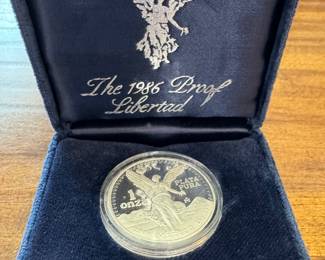 The 1986 Proof
Libertad
1
onza
PLATA
PURA